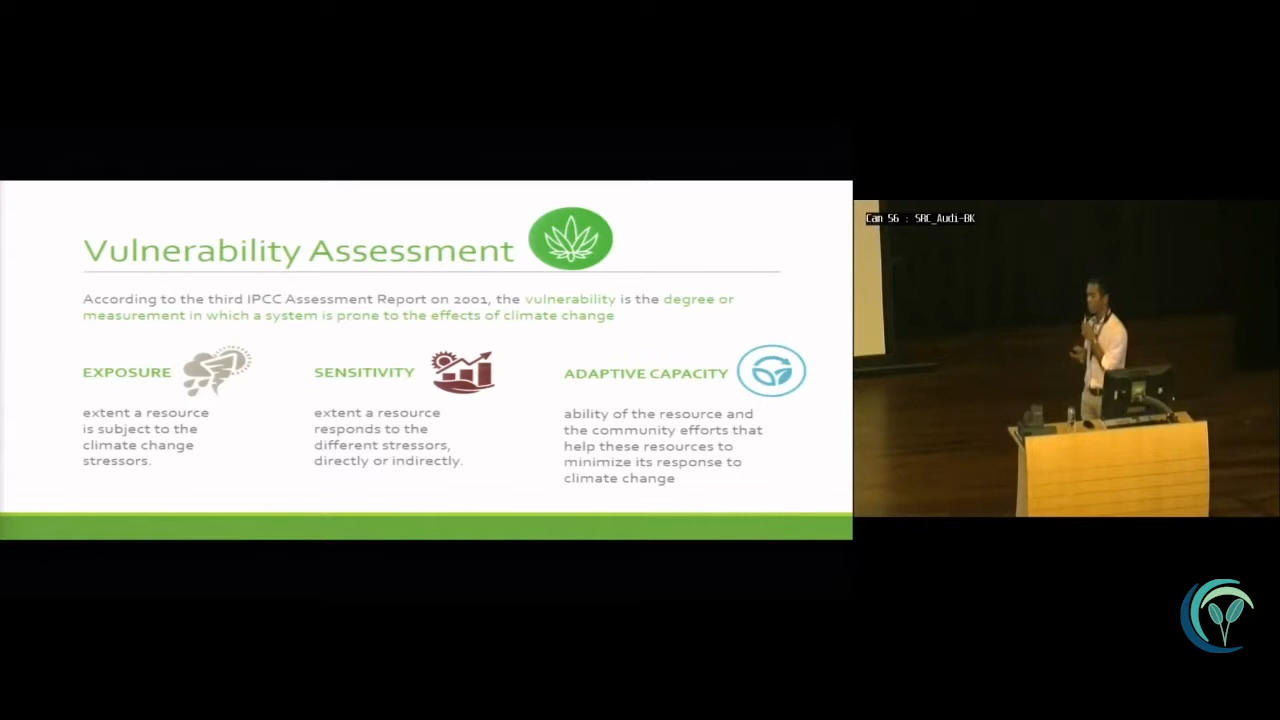 Vulnerability Assessment
According to the third IPCC Assessment Report on 2001, the vulnerability is the degree or
measurement in which a system is prone to the effects of climate change
EXPOSURE
extent a resource
is subject to the
climate change
stressors.
SENSITIVITY
extent a resource
responds to the
different stressors,
directly or indirectly.
ADAPTIVE CAPACITY
ability of the resource and
the community efforts that
help these resources to
minimize its response to
climate change
Cam 56 : SRC_Audi-BK